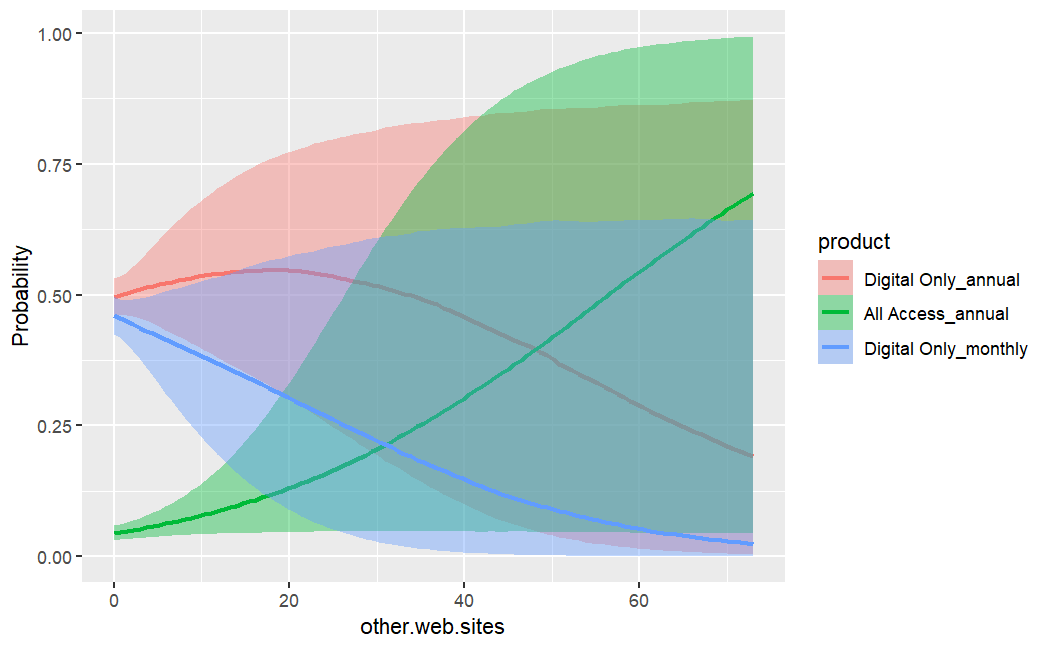 1.00
0.75
0.50
0.25
0.00
Probability
0
20
40
60
other.web.sites
product
Digital Only_annual
All Access_annual
Digital Only_monthly